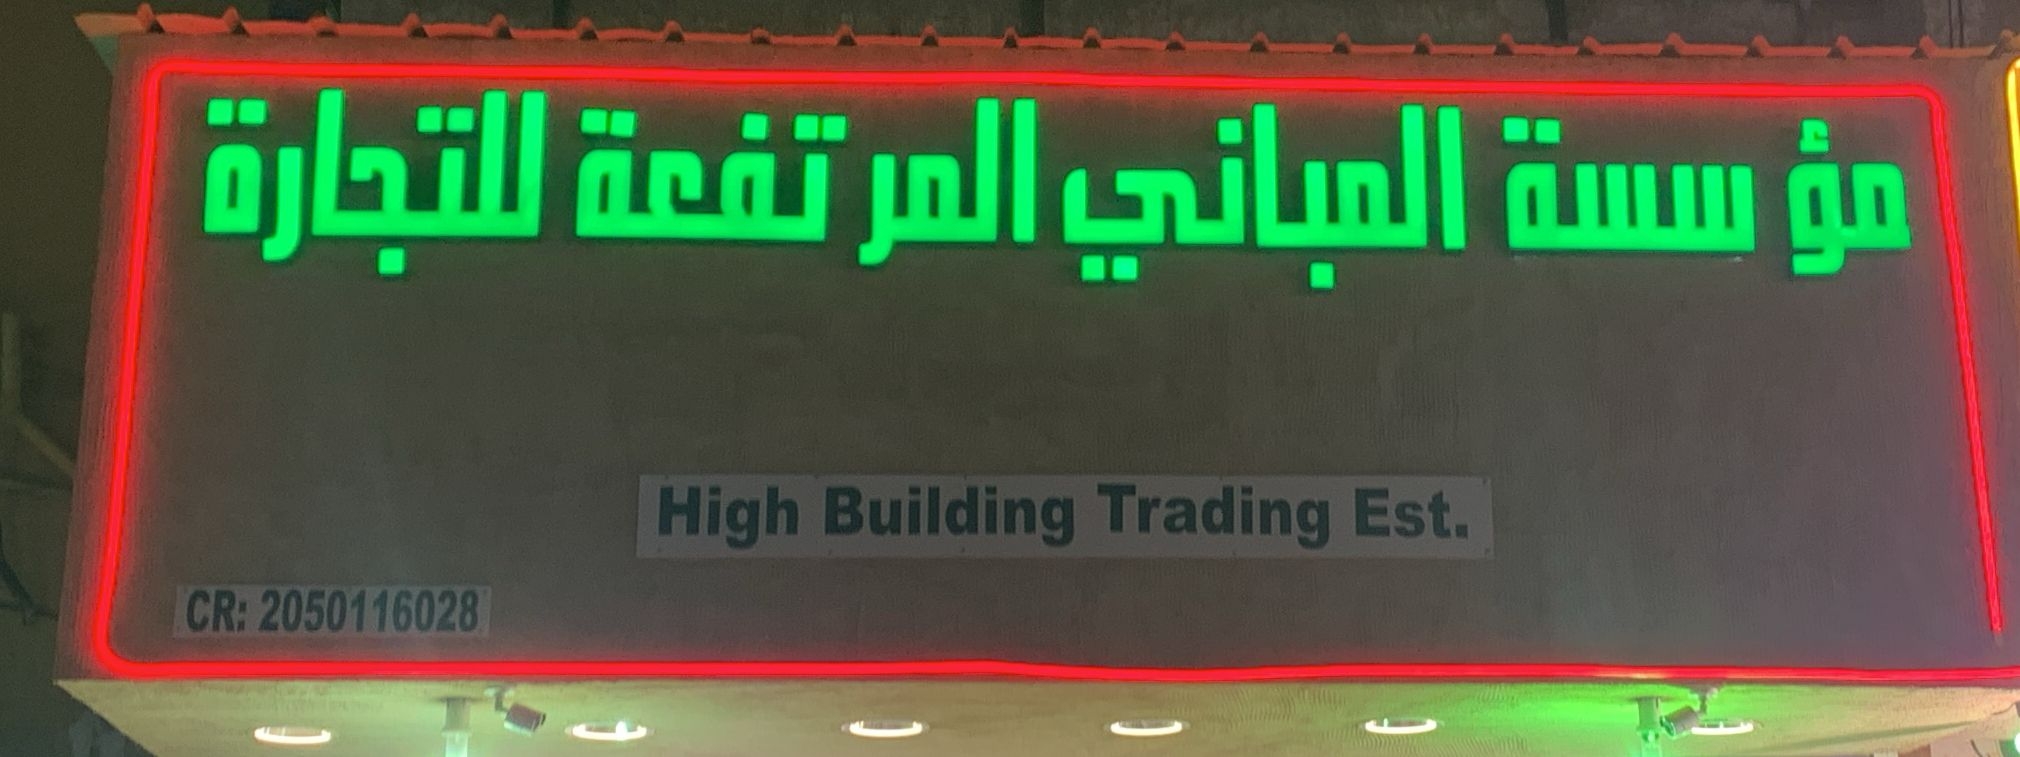 مؤسسة المباني المرتفعة للتجارة
High Building Trading Est.
CR: 2050116028